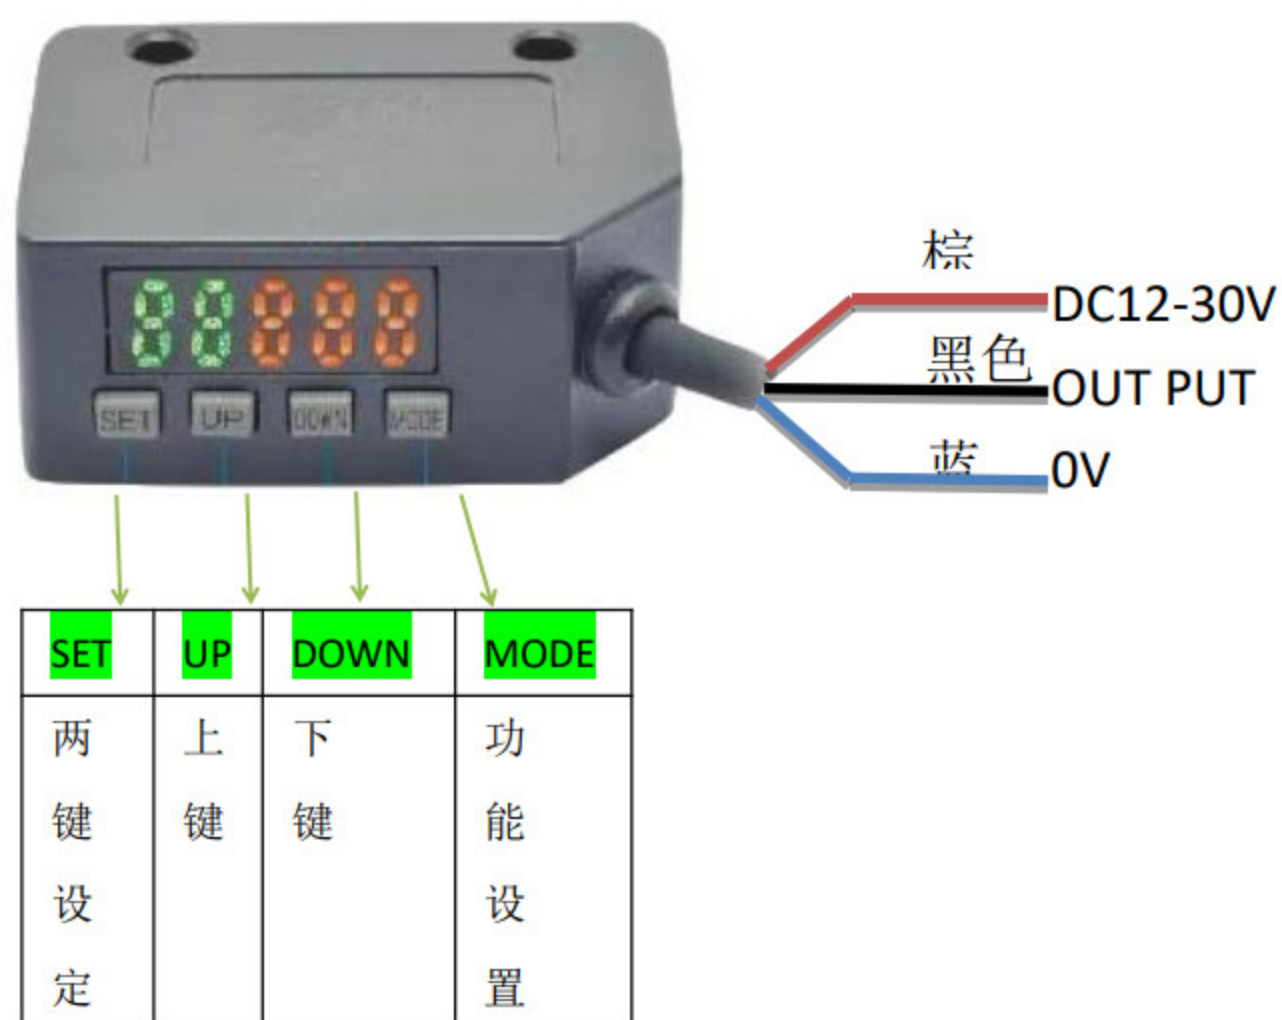 棕
DC12-30V
黑色
OUT PUT
蓝
0V
88888
SET UP DOWN MODE
SET UP DOWN MODE
两键设定
上键
下键
功能设置